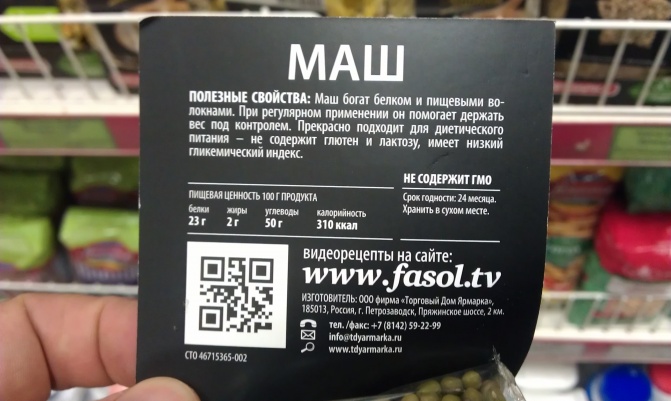 МАШ
ПОЛЕЗНЫЕ СВОЙСТВА: Маш богат белком и пищевыми во-
локнами. При регулярном применении он помогает держать
вес под контролем. Прекрасно подходит для диетического
питания – не содержит глютен и лактозу, имеет низкий
гликемический индекс.
НЕ СОДЕРЖИТ ГМО
Срок годности: 24 месяца.
Хранить в сухом месте.
ПИЩЕВАЯ ЦЕННОСТЬ 100 Г ПРОДУКТА
белки жиры углеводы калорийность
23 г 2 г 50 г 310 ккал
видеорецепты на сайте:
www.fasol.tv
ИЗГОТОВИТЕЛЬ: ООО фирма «Торговый Дом Ярмарка»,
185013, Россия, г. Петрозаводск, Пряжинское шоссе, 2 км.
тел./факс: +7 (8142) 59-22-99
info@tdyarmarka.ru
www.tdyarmarka.ru
СТО 46715365-002